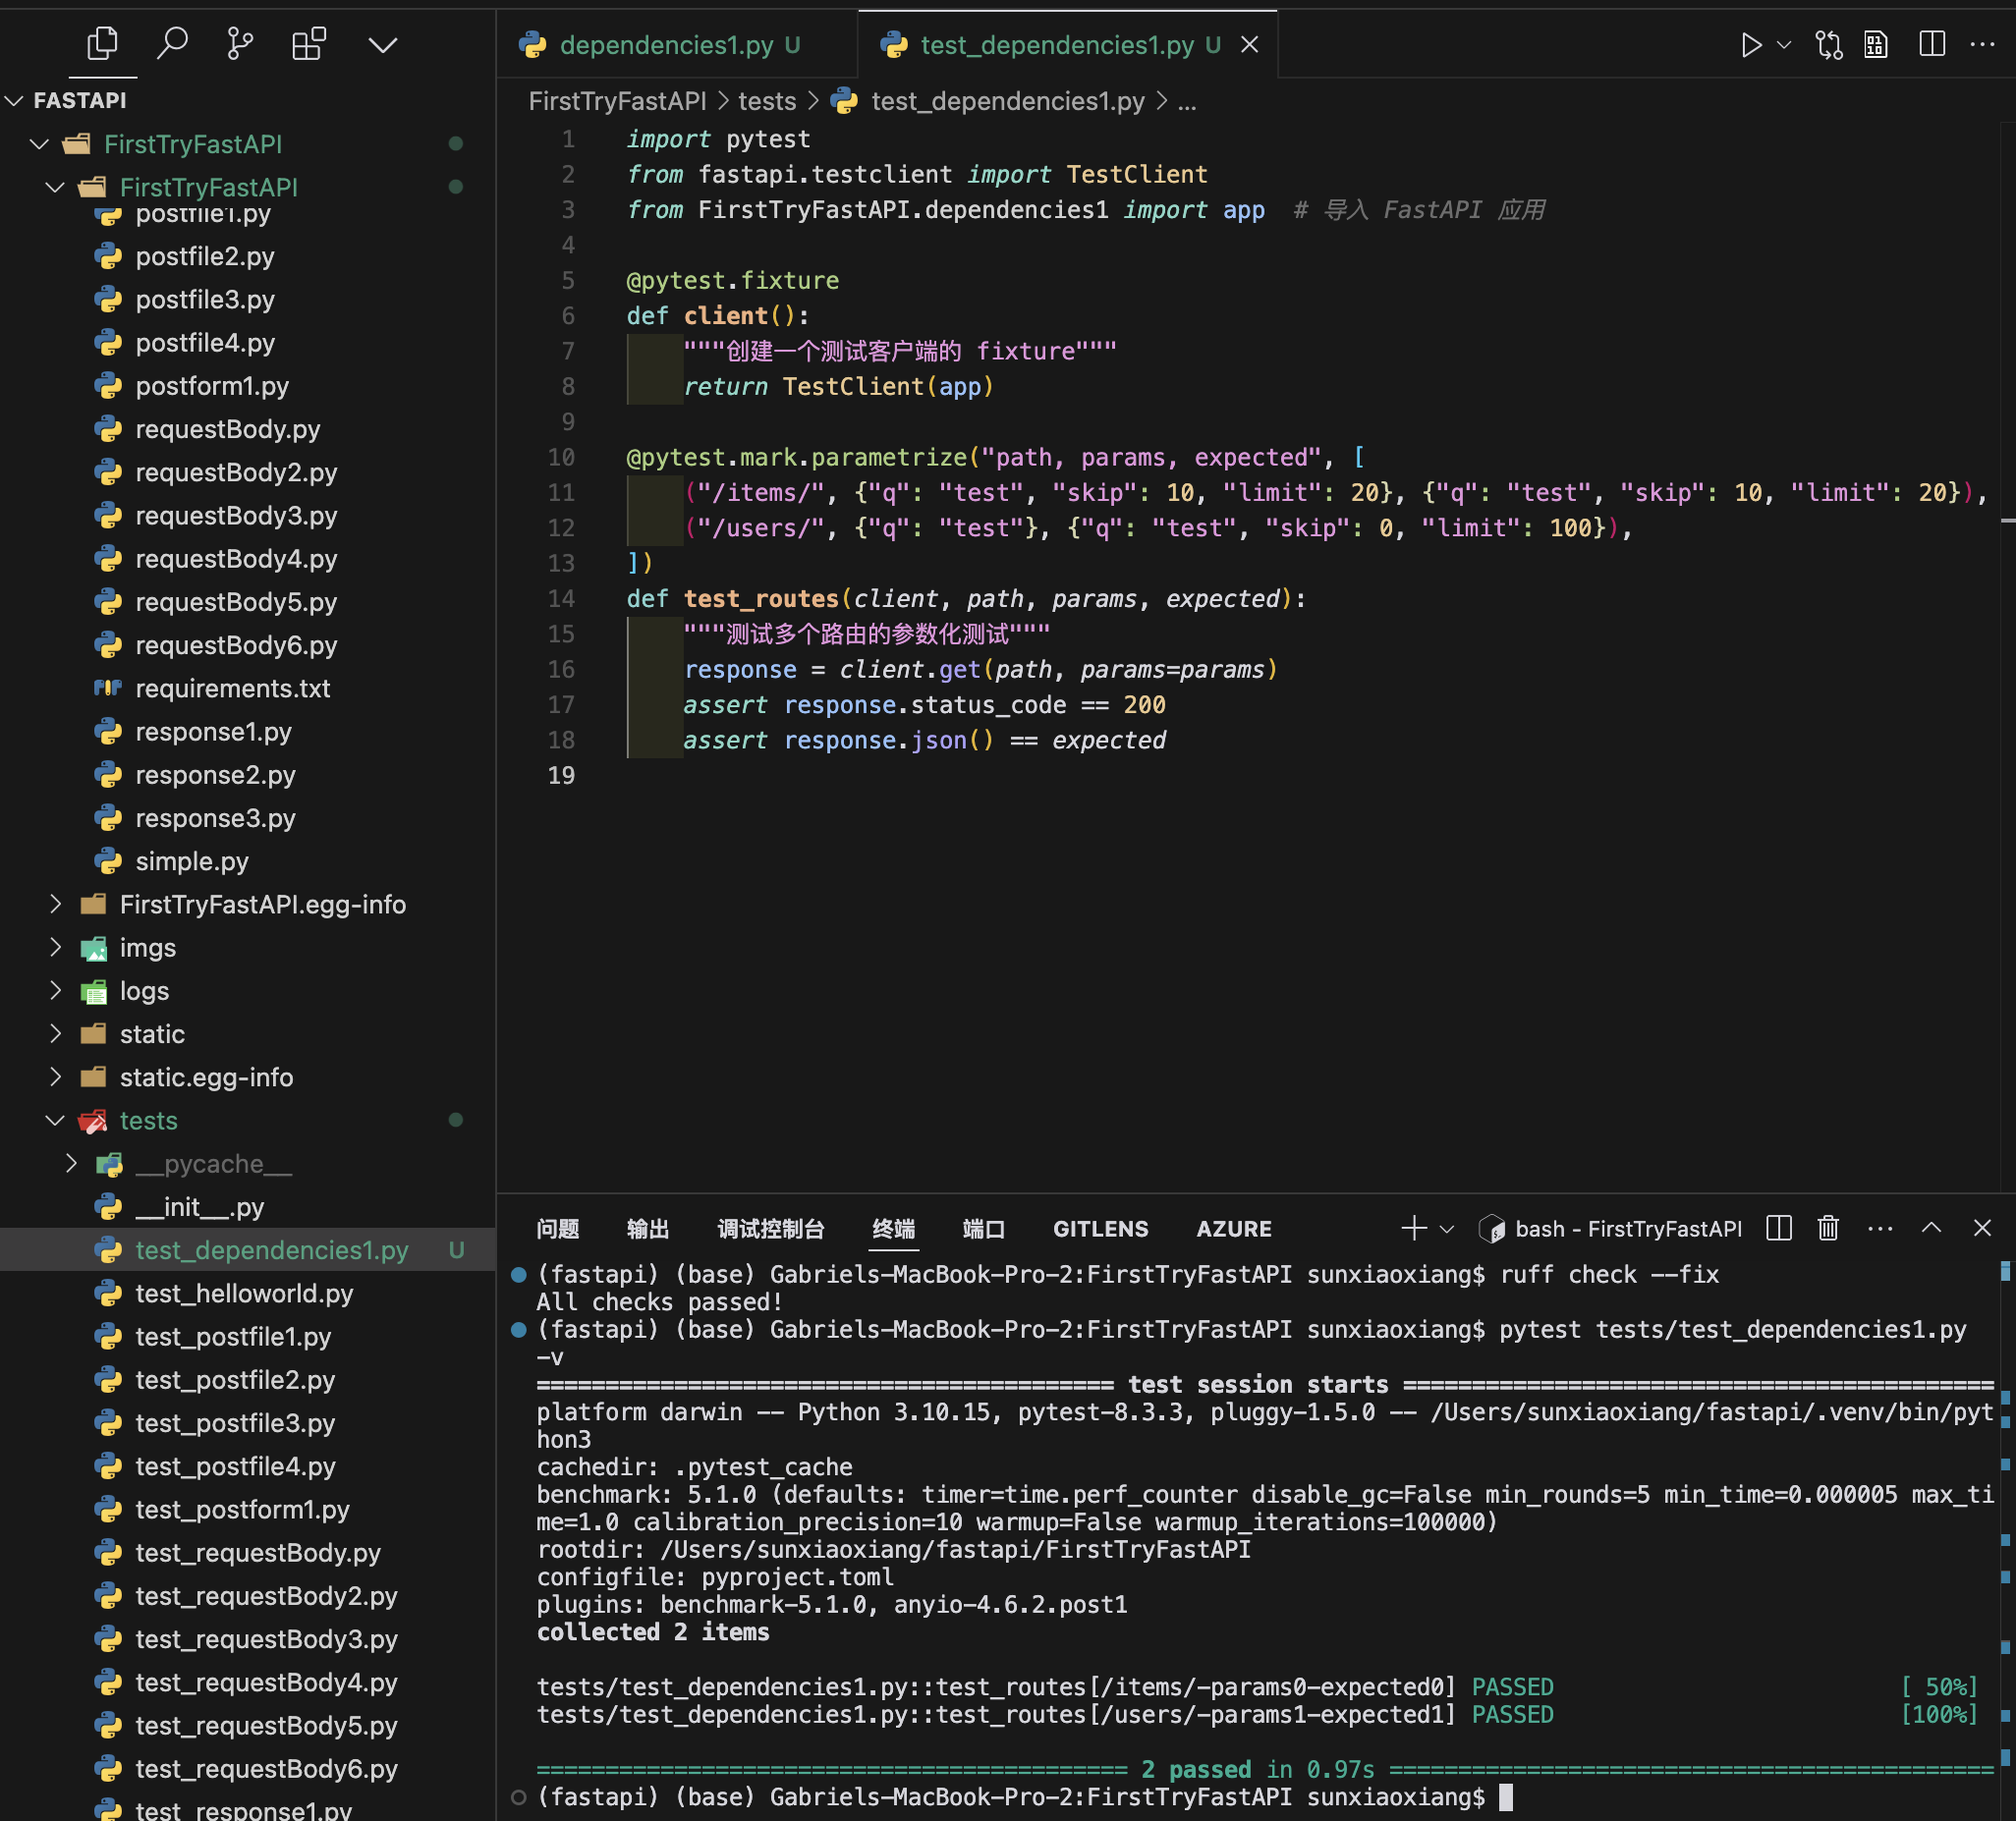 FASTAPI
FirstTryFastAPI
FirstTryFastAPI
postfile1.py
postfile2.py
postfile3.py
postfile4.py
postform1.py
requestBody.py
requestBody2.py
requestBody3.py
requestBody4.py
requestBody5.py
requestBody6.py
requirements.txt
response1.py
response2.py
response3.py
simple.py
FirstTryFastAPI.egg-info
imgs
logs
static
static.egg-info
tests
__pycache__
__init__.py
test_dependencies1.py U
test_helloworld.py
test_postfile1.py
test_postfile2.py
test_postfile3.py
test_postfile4.py
test_postform1.py
test_requestBody.py
test_requestBody2.py
test_requestBody3.py
test_requestBody4.py
test_requestBody5.py
test_requestBody6.py
test_response1.py
dependencies1.py U
test_dependencies1.py U
FirstTryFastAPI > tests > test_dependencies1.py > ...
1 import pytest
2 from fastapi.testclient import TestClient
3 from FirstTryFastAPI.dependencies1 import app  # 导入 FastAPI 应用
4
5 @pytest.fixture
6 def client():
7     """创建一个测试客户端的 fixture"""
8     return TestClient(app)
9
10 @pytest.mark.parametrize("path, params, expected", [
11     ("/items/", {"q": "test", "skip": 10, "limit": 20}, {"q": "test", "skip": 10, "limit": 20}),
12     ("/users/", {"q": "test"}, {"q": "test", "skip": 0, "limit": 100}),
13 ])
14 def test_routes(client, path, params, expected):
15     """测试多个路由的参数化测试"""
16     response = client.get(path, params=params)
17     assert response.status_code == 200
18     assert response.json() == expected
19
问题 输出 调试控制台 终端 端口 GITLENS AZURE
bash - FirstTryFastAPI
(fastapi) (base) Gabriels-MacBook-Pro-2:FirstTryFastAPI sunxiaoxiang$ ruff check --fix
All checks passed!
(fastapi) (base) Gabriels-MacBook-Pro-2:FirstTryFastAPI sunxiaoxiang$ pytest tests/test_dependencies1.py
-v
========================================== test session starts ===========================================
platform darwin -- Python 3.10.15, pytest-8.3.3, pluggy-1.5.0 -- /Users/sunxiaoxiang/fastapi/.venv/bin/pyt
hon3
cachedir: .pytest_cache
benchmark: 5.1.0 (defaults: timer=time.perf_counter disable_gc=False min_rounds=5 min_time=0.000005 max_ti
me=1.0 calibration_precision=10 warmup=False warmup_iterations=100000)
rootdir: /Users/sunxiaoxiang/fastapi/FirstTryFastAPI
configfile: pyproject.toml
plugins: benchmark-5.1.0, anyio-4.6.2.post1
collected 2 items
tests/test_dependencies1.py::test_routes[/items/-params0-expected0] PASSED [ 50%]
tests/test_dependencies1.py::test_routes[/users/-params1-expected1] PASSED [100%]
=========================================== 2 passed in 0.97s ============================================
(fastapi) (base) Gabriels-MacBook-Pro-2:FirstTryFastAPI sunxiaoxiang$